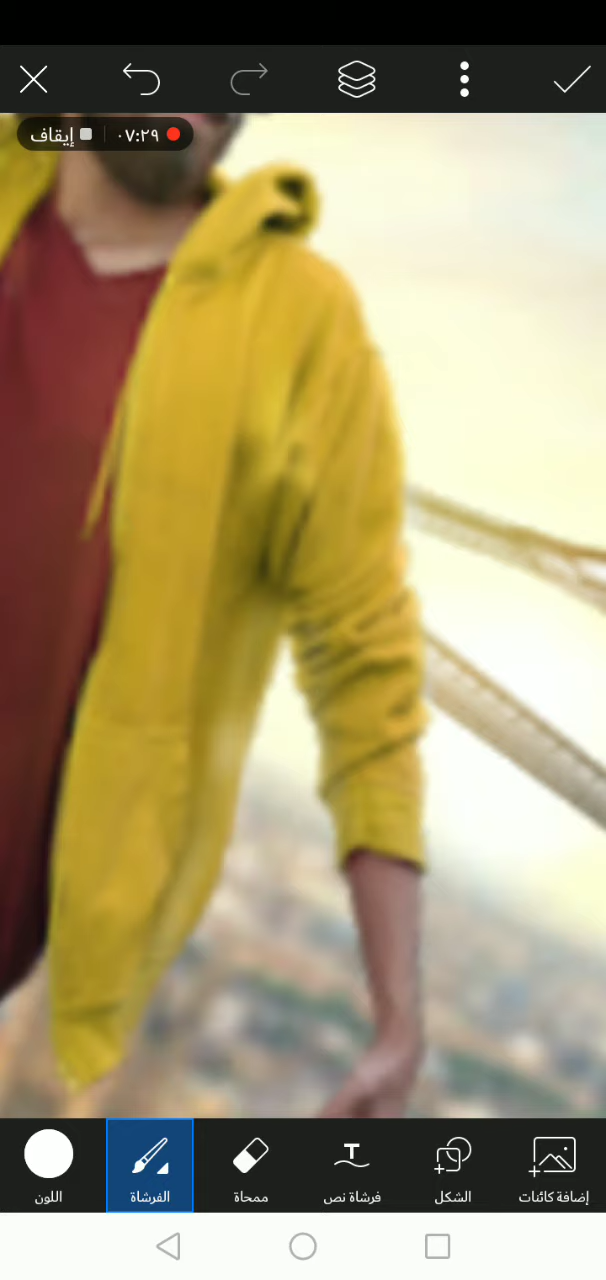 إيقاف ٠٧:٢٩
اللون
الفرشاة
ممحاة
فرشاة نص
الشكل
إضافة كائنات